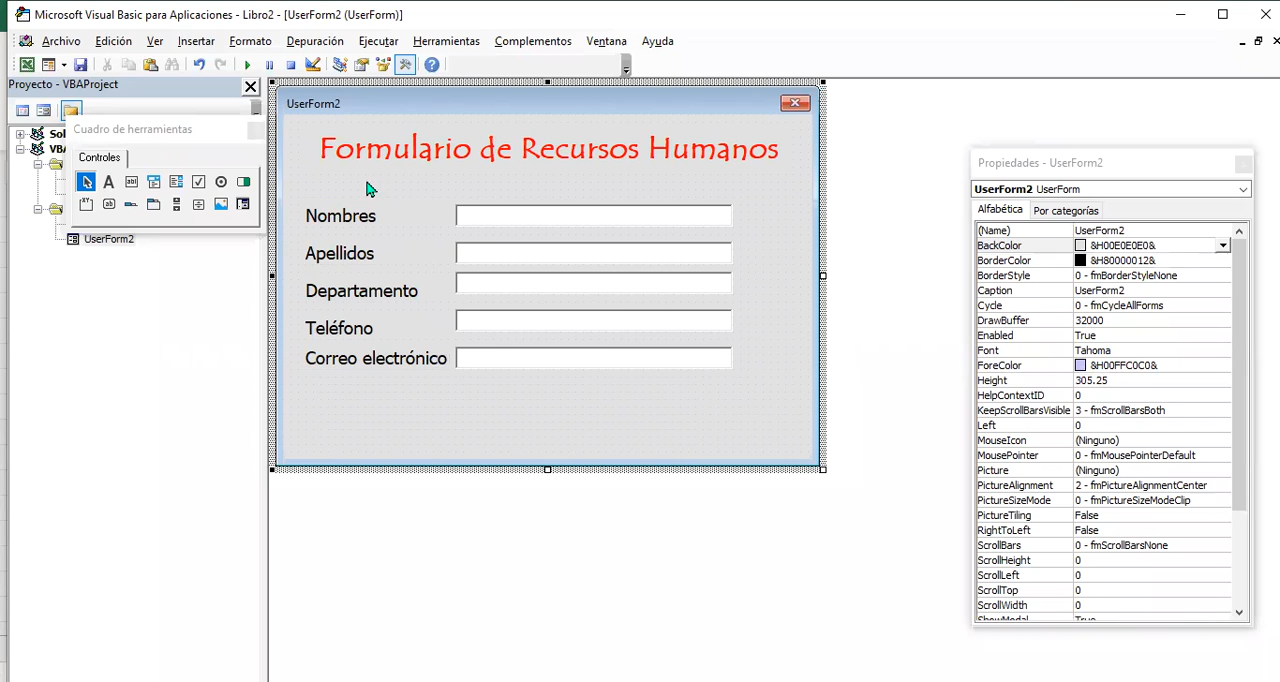 Microsoft Visual Basic para Aplicaciones - Libro2 - [UserForm2 (UserForm)]
Archivo Edición Ver Insertar Formato Depuración Ejecutar Herramientas Complementos Ventana Ayuda
Proyecto - VBAProject
Sol
VB
Cuadro de herramientas
Controles
UserForm2
UserForm2
Formulario de Recursos Humanos
Nombres
Apellidos
Departamento
Teléfono
Correo electrónico
Propiedades - UserForm2
UserForm2 UserForm
Alfabética Por categorías
(Name) UserForm2
BackColor &H00E0E0E0&
BorderColor &H80000012&
BorderStyle 0 - fmBorderStyleNone
Caption UserForm2
Cycle 0 - fmCycleAllForms
DrawBuffer 32000
Enabled True
Font Tahoma
ForeColor &H00FFC0C0&
Height 305.25
HelpContextID 0
KeepScrollBarsVisible 3 - fmScrollBarsBoth
Left 0
MouseIcon (Ninguno)
MousePointer 0 - fmMousePointerDefault
Picture (Ninguno)
PictureAlignment 2 - fmPictureAlignmentCenter
PictureSizeMode 0 - fmPictureSizeModeClip
PictureTiling False
RightToLeft False
ScrollBars 0 - fmScrollBarsNone
ScrollHeight 0
ScrollLeft 0
ScrollTop 0
ScrollWidth 0
ShowModal True